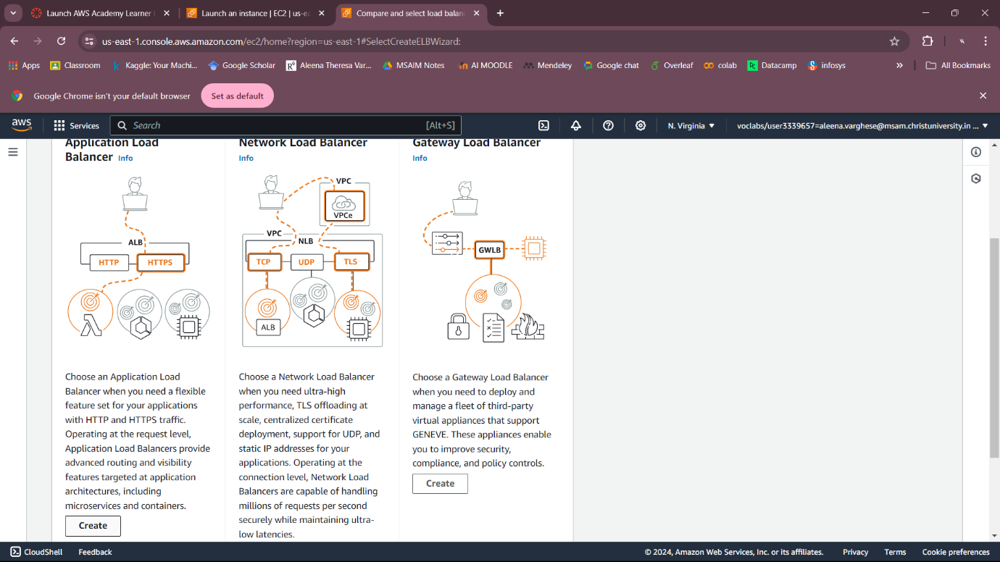 Launch AWS Academy Learner
Launch an instance | EC2 | us-ea
Compare and select load balan
us-east-1.console.aws.amazon.com/ec2/home?region=us-east-1#SelectCreateELBWizard:
Apps
Classroom
Kaggle: Your Machi...
Google Scholar
Aleena Theresa Var...
MSAIM Notes
AI MOODLE
Mendeley
Google chat
Overleaf
colab
Datacamp
infosys
All Bookmarks
Google Chrome isn't your default browser
Set as default
aws
Services
Search
[Alt+S]
N. Virginia
voclabs/user3339657=aleena.varghese@msam.christuniversity.in ...
Application Load
Balancer Info
ALB
HTTP
HTTPS
Choose an Application Load
Balancer when you need a flexible
feature set for your applications
with HTTP and HTTPS traffic.
Operating at the request level,
Application Load Balancers provide
advanced routing and visibility
features targeted at application
architectures, including
microservices and containers.
Create
Network Load Balancer
Info
VPC
VPCe
VPC
NLB
TCP
UDP
TLS
ALB
Choose a Network Load Balancer
when you need ultra-high
performance, TLS offloading at
scale, centralized certificate
deployment, support for UDP, and
static IP addresses for your
applications. Operating at the
connection level, Network Load
Balancers are capable of handling
millions of requests per second
securely while maintaining ultra-
low latencies.
Gateway Load Balancer
Info
GWLB
Choose a Gateway Load Balancer
when you need to deploy and
manage a fleet of third-party
virtual appliances that support
GENEVE. These appliances enable
you to improve security,
compliance, and policy controls.
Create
CloudShell
Feedback
© 2024, Amazon Web Services, Inc. or its affiliates.
Privacy
Terms
Cookie preferences